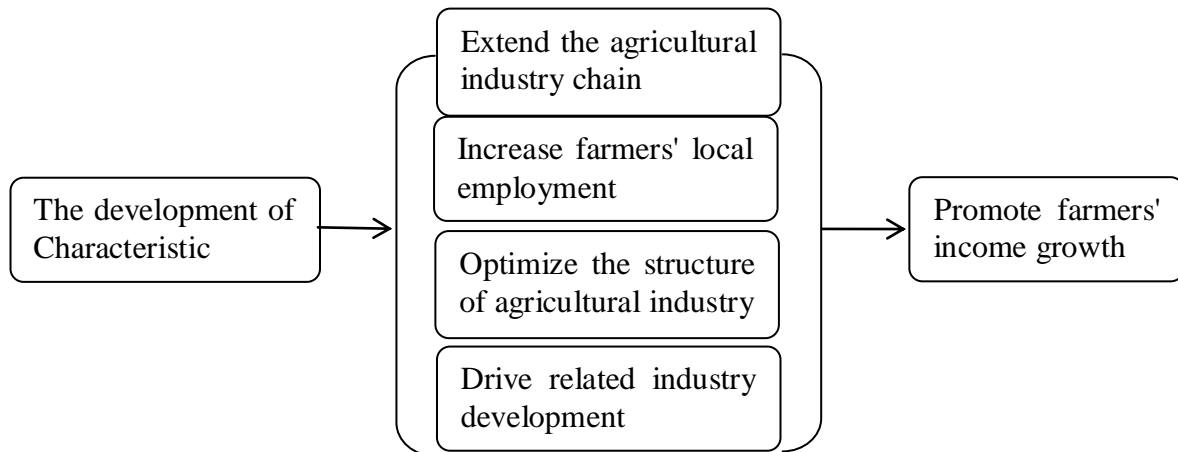 The development of
Characteristic
Extend the agricultural
industry chain
Increase farmers' local
employment
Optimize the structure
of agricultural industry
Drive related industry
development
Promote farmers'
income growth